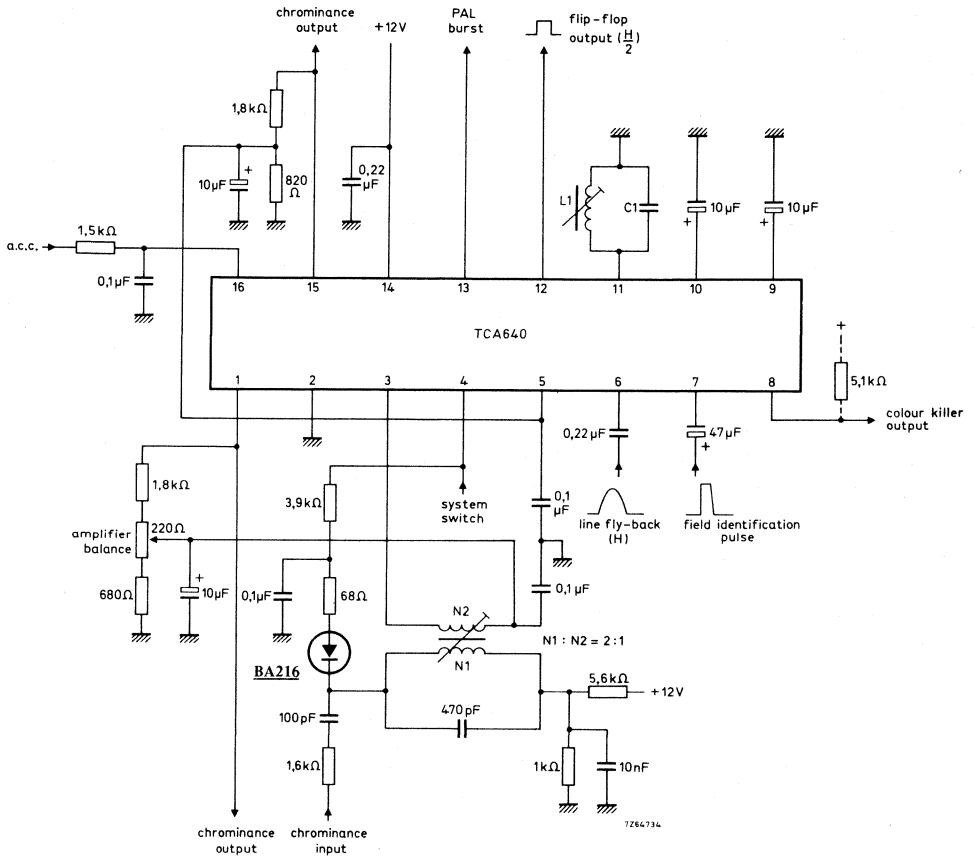 chrominance
output
+12V
PAL
burst
flip-flop
output (H/2)
1,8kΩ
10µF
+
820
Ω
0,22
µF
L1
C1
10µF
+
10µF
+
a.c.c.
1,5kΩ
0,1µF
16
15
14
13
12
11
10
9
TCA640
1
2
3
4
5
6
7
8
+
5,1kΩ
colour killer
output
1,8kΩ
3,9kΩ
system
switch
0,1
µF
0,22µF
47µF
+
line fly-back
(H)
field identification
pulse
amplifier
balance
220Ω
680Ω
+
10µF
0,1µF
68Ω
0,1µF
N2
N1
N1 : N2 = 2:1
BA216
5,6kΩ
+12V
470pF
100pF
1,6kΩ
1kΩ
10nF
7Z64734
chrominance
output
chrominance
input